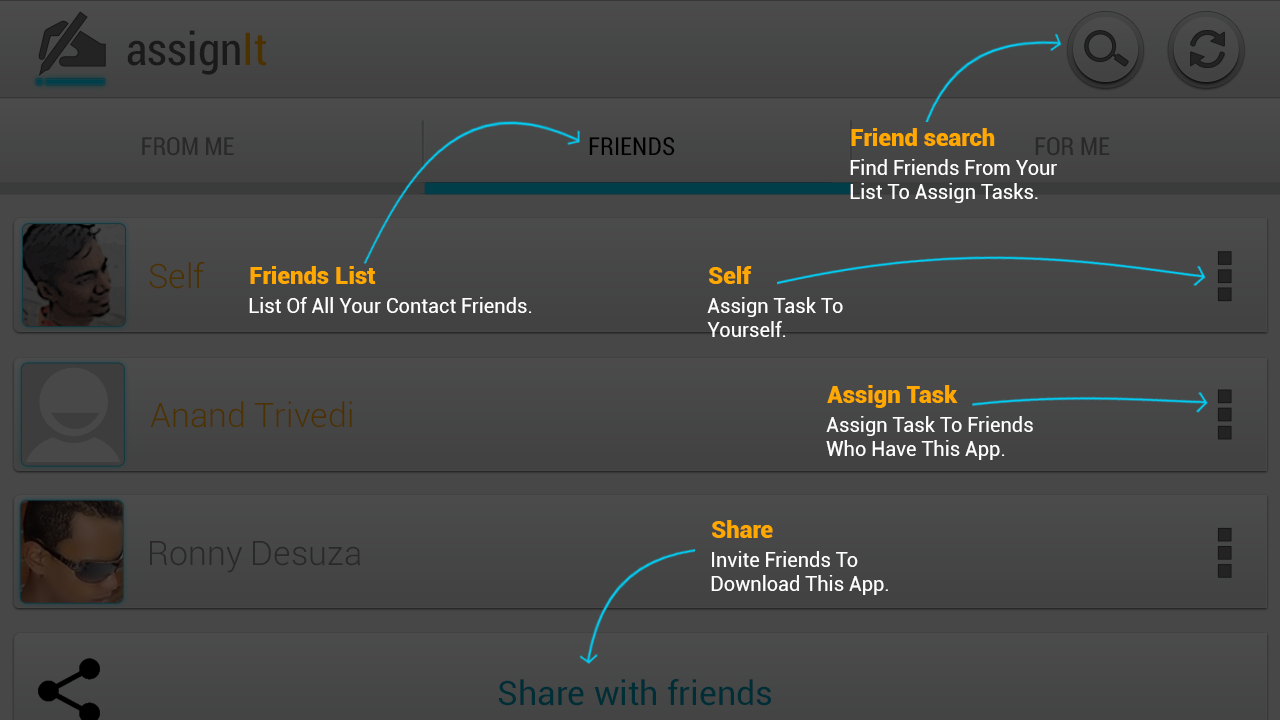 assignIt
FROM ME
FRIENDS
FOR ME
Friend search
Find Friends From Your
List To Assign Tasks.
Self
Friends List
List Of All Your Contact Friends.
Self
Assign Task To
Yourself.
Anand Trivedi
Assign Task
Assign Task To Friends
Who Have This App.
Ronny Desuza
Share
Invite Friends To
Download This App.
Share with friends